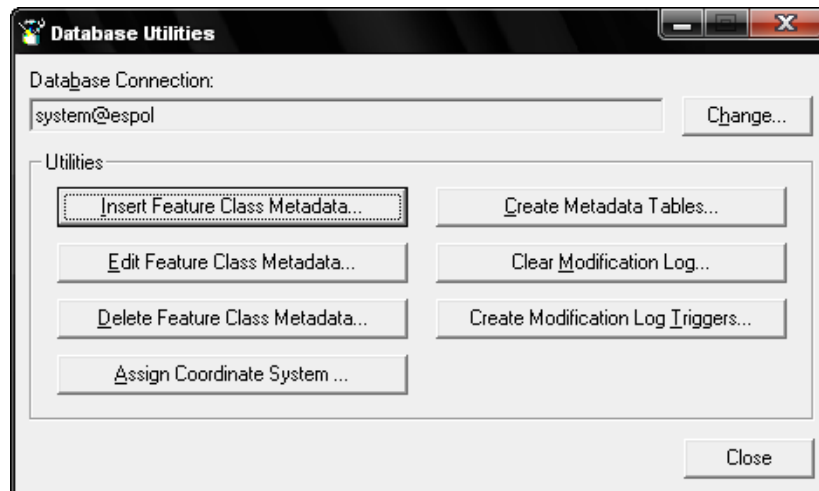 Database Utilities
Database Connection:
system@espol
Change...
Utilities
Insert Feature Class Metadata...
Create Metadata Tables...
Edit Feature Class Metadata...
Clear Modification Log...
Delete Feature Class Metadata...
Create Modification Log Triggers...
Assign Coordinate System ...
Close